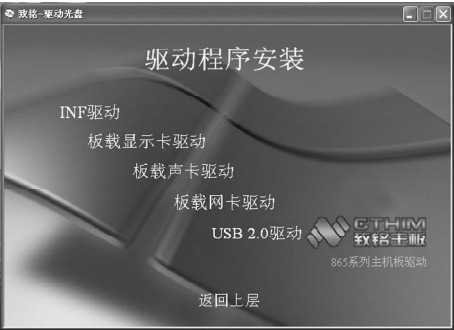 致铭-驱动光盘
驱动程序安装
INF驱动
板载显示卡驱动
板载声卡驱动
板载网卡驱动
USB 2.0驱动
CTHIM
致铭主板
865系列主机板驱动
返回上层